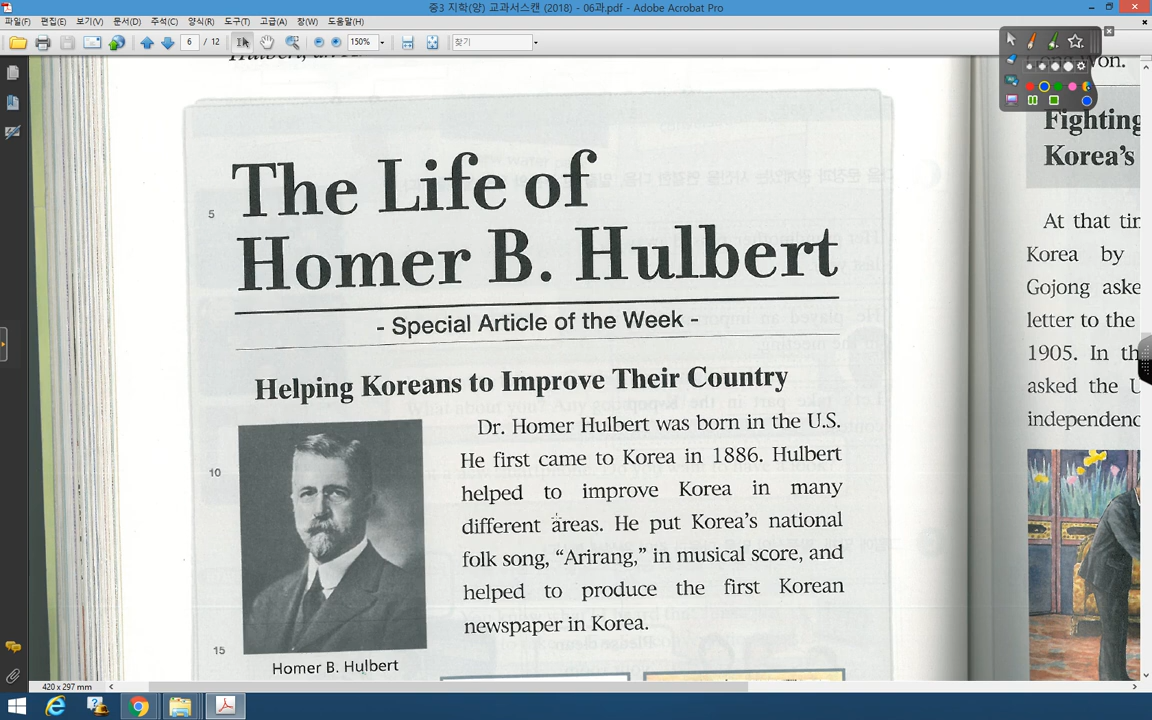 중3 지학(양) 교과서스캔 (2018) - 06과.pdf - Adobe Acrobat Pro
파일(F) 편집(E) 보기(V) 문서(D) 주석(C) 양식(R) 도구(T) 고급(A) 창(W) 도움말(H)
6 / 12 150% 찾기
The Life of
5
Homer B. Hulbert
- Special Article of the Week -
Helping Koreans to Improve Their Country
Dr. Homer Hulbert was born in the U.S.
He first came to Korea in 1886. Hulbert
10
helped to improve Korea in many
different areas. He put Korea's national
folk song, "Arirang," in musical score, and
helped to produce the first Korean
newspaper in Korea.
15
Homer B. Hulbert
Won.
Fighting
Korea's
At that tim
Korea by
Gojong aske
letter to the
1905. In th
asked the U
independenc
420 x 297 mm